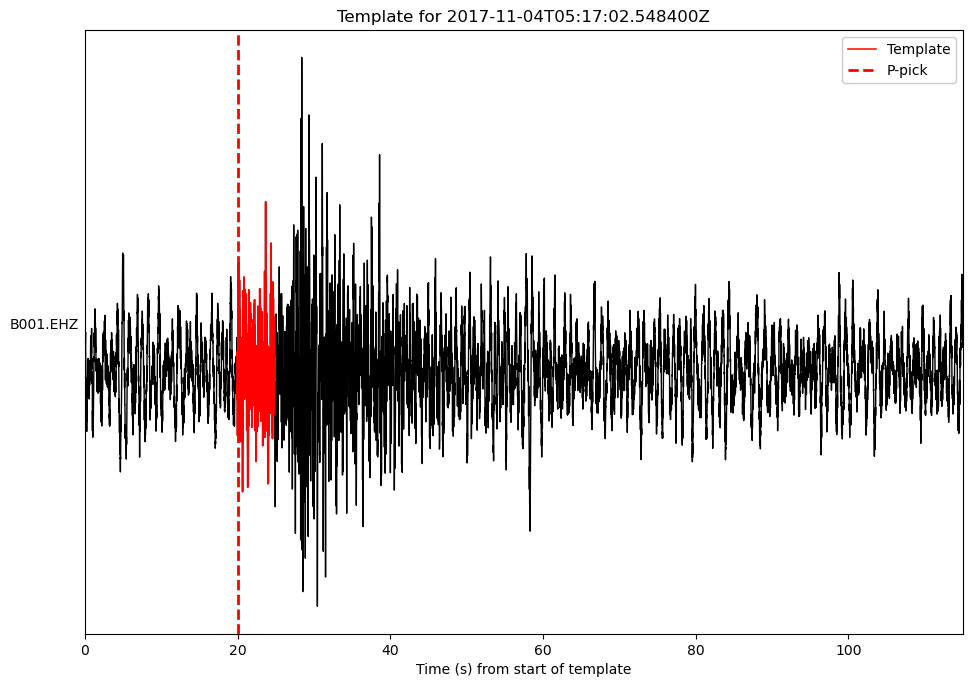 Template for 2017-11-04T05:17:02.548400Z
Template
P-pick
B001.EHZ
0 20 40 60 80 100
Time (s) from start of template